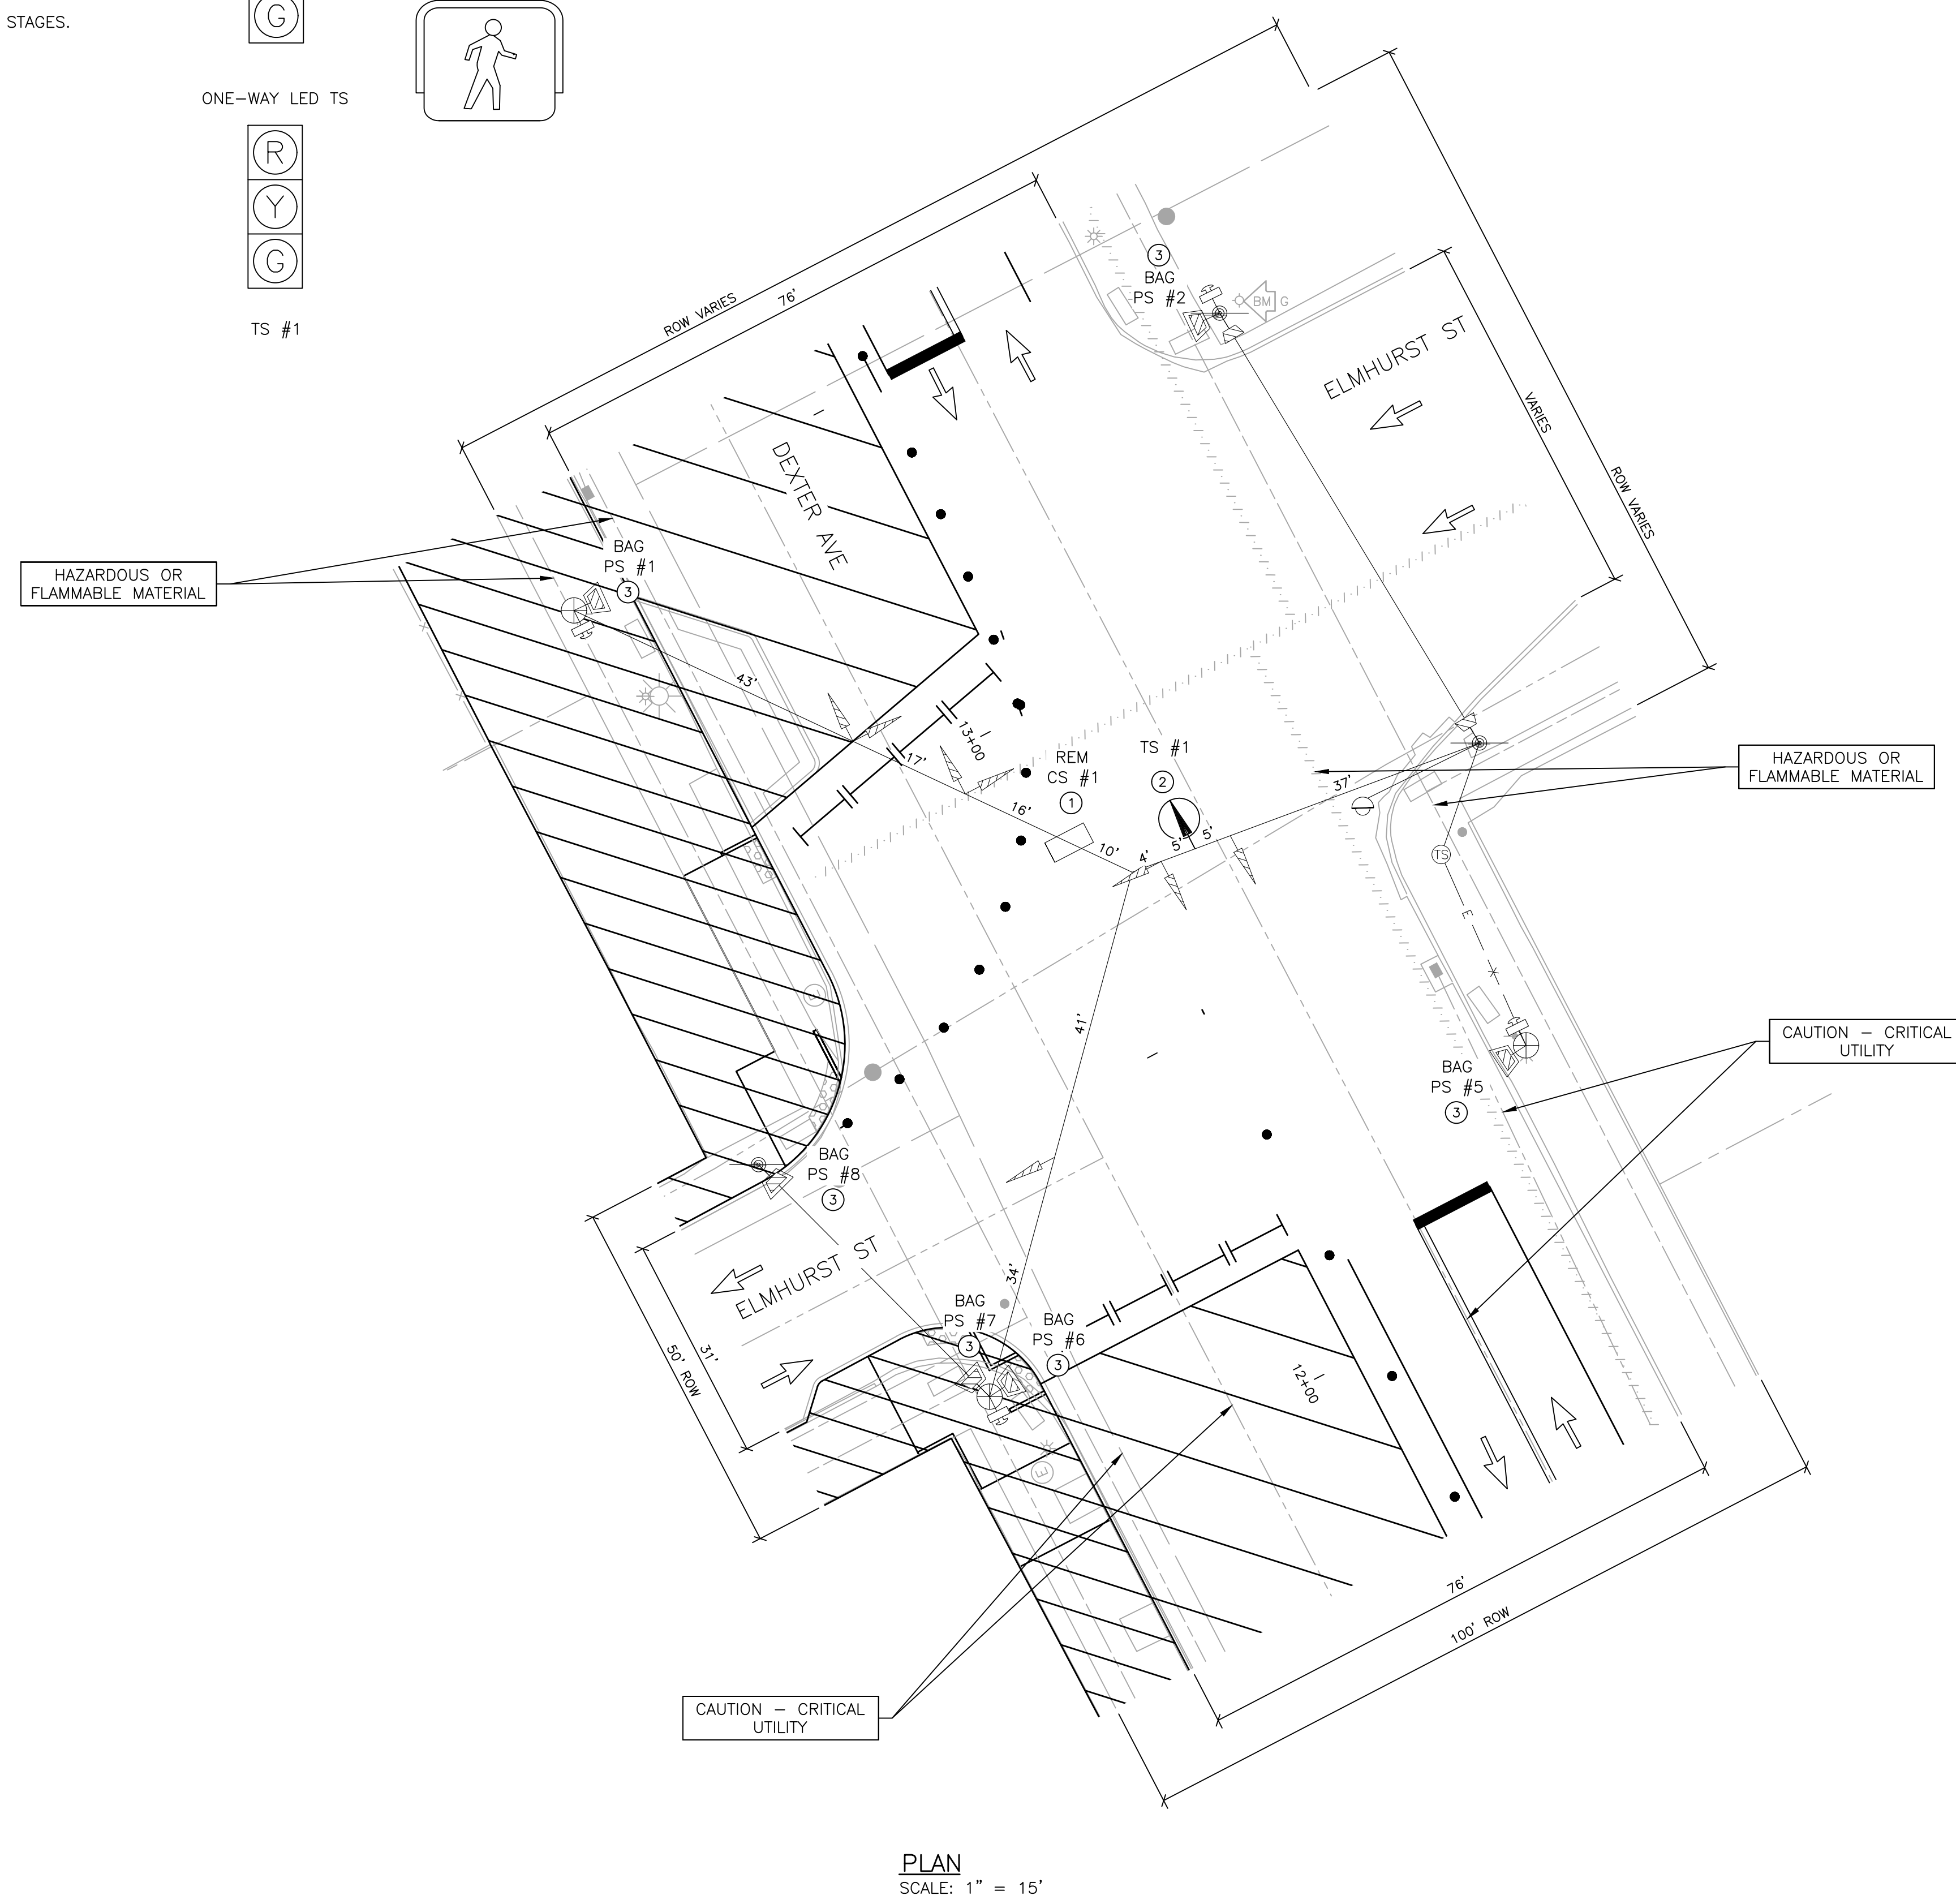 STAGES.
G
ONE-WAY LED TS
R
Y
G
TS #1
ROW VARIES
76'
3
BAG
PS #2
BM
G
ELMHURST ST
VARIES
ROW VARIES
DEXTER AVE
HAZARDOUS OR
FLAMMABLE MATERIAL
BAG
PS #1
3
43'
17'
13+00
16'
10'
REM
CS #1
1
TS #1
2
4'
5'
5'
37'
HAZARDOUS OR
FLAMMABLE MATERIAL
TS
E
41'
CAUTION - CRITICAL
UTILITY
BAG
PS #5
3
BAG
PS #8
3
ELMHURST ST
50' ROW
31'
34'
BAG
PS #7
3
BAG
PS #6
3
12+00
E
76'
100' ROW
CAUTION - CRITICAL
UTILITY
PLAN
SCALE: 1" = 15'